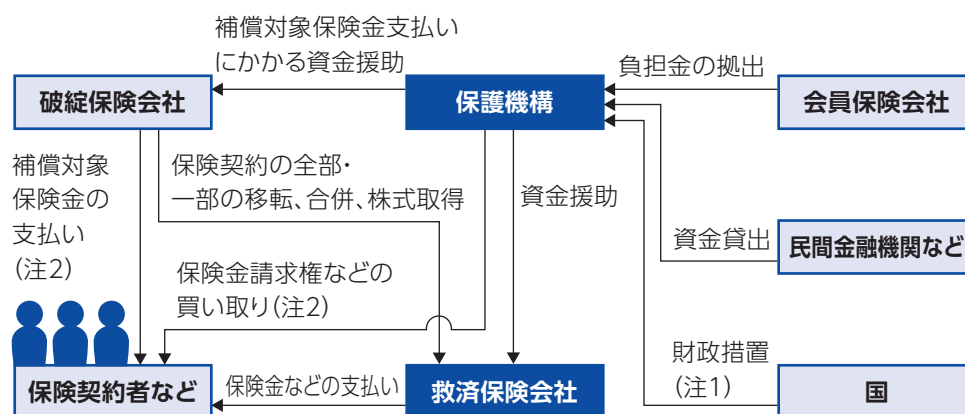 補償対象保険金支払い
にかかる資金援助
負担金の拠出
破綻保険会社
保護機構
会員保険会社
補償対象
保険金の
支払い
(注2)
保険契約の全部・
一部の移転、合併、株式取得
資金援助
資金貸出
民間金融機関など
保険金請求権などの
買い取り(注2)
財政措置
(注1)
保険契約者など
保険金などの支払い
救済保険会社
国